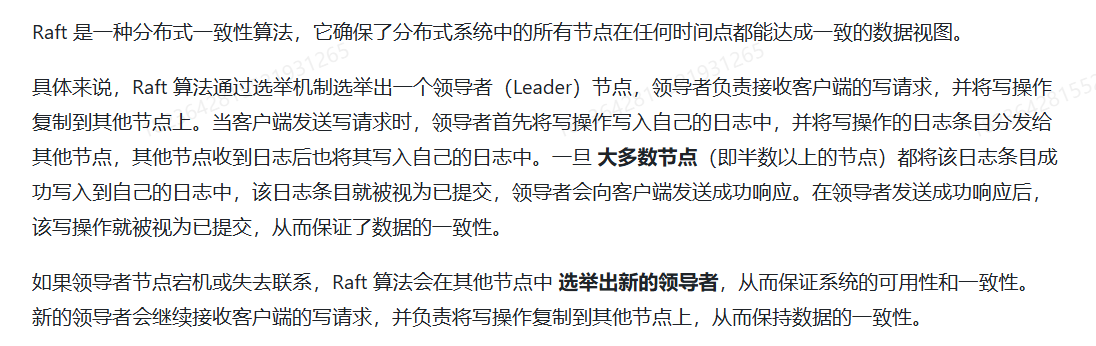 Raft 是一种分布式一致性算法，它确保了分布式系统中的所有节点在任何时间点都能达成一致的数据视图。
具体来说，Raft 算法通过选举机制选举出一个领导者（Leader）节点，领导者负责接收客户端的写请求，并将写操作
复制到其他节点上。当客户端发送写请求时，领导者首先将写操作写入自己的日志中，并将写操作的日志条目分发给
其他节点，其他节点收到日志后也将其写入自己的日志中。一旦 大多数节点（即半数以上的节点）都将该日志条目成
功写入到自己的日志中，该日志条目就被视为已提交，领导者会向客户端发送成功响应。在领导者发送成功响应后，
该写操作就被视为已提交，从而保证了数据的一致性。
如果领导者节点宕机或失去联系，Raft 算法会在其他节点中 选举出新的领导者，从而保证系统的可用性和一致性。
新的领导者会继续接收客户端的写请求，并负责将写操作复制到其他节点上，从而保持数据的一致性。